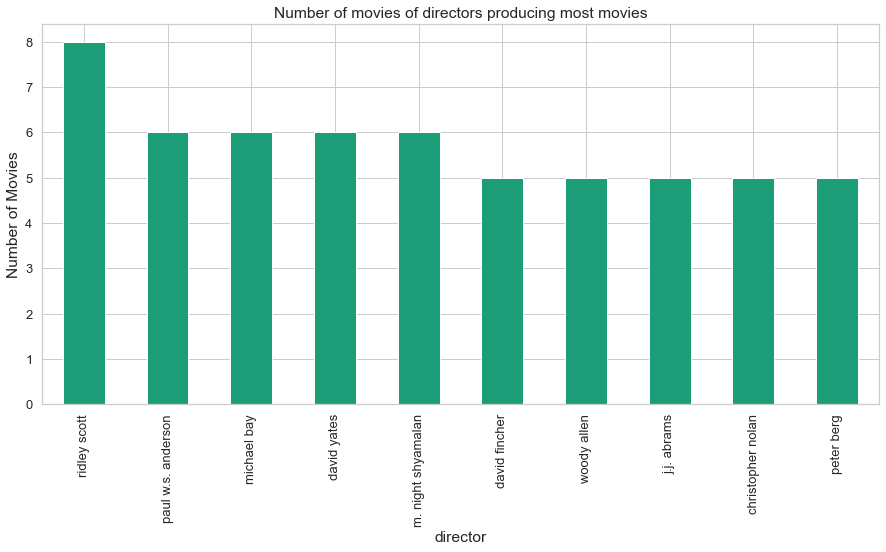 Number of movies of directors producing most movies
Number of Movies
8
7
6
5
4
3
2
1
0
ridley scott
paul w.s. anderson
michael bay
david yates
m. night shyamalan
david fincher
woody allen
j.j. abrams
christopher nolan
peter berg
director